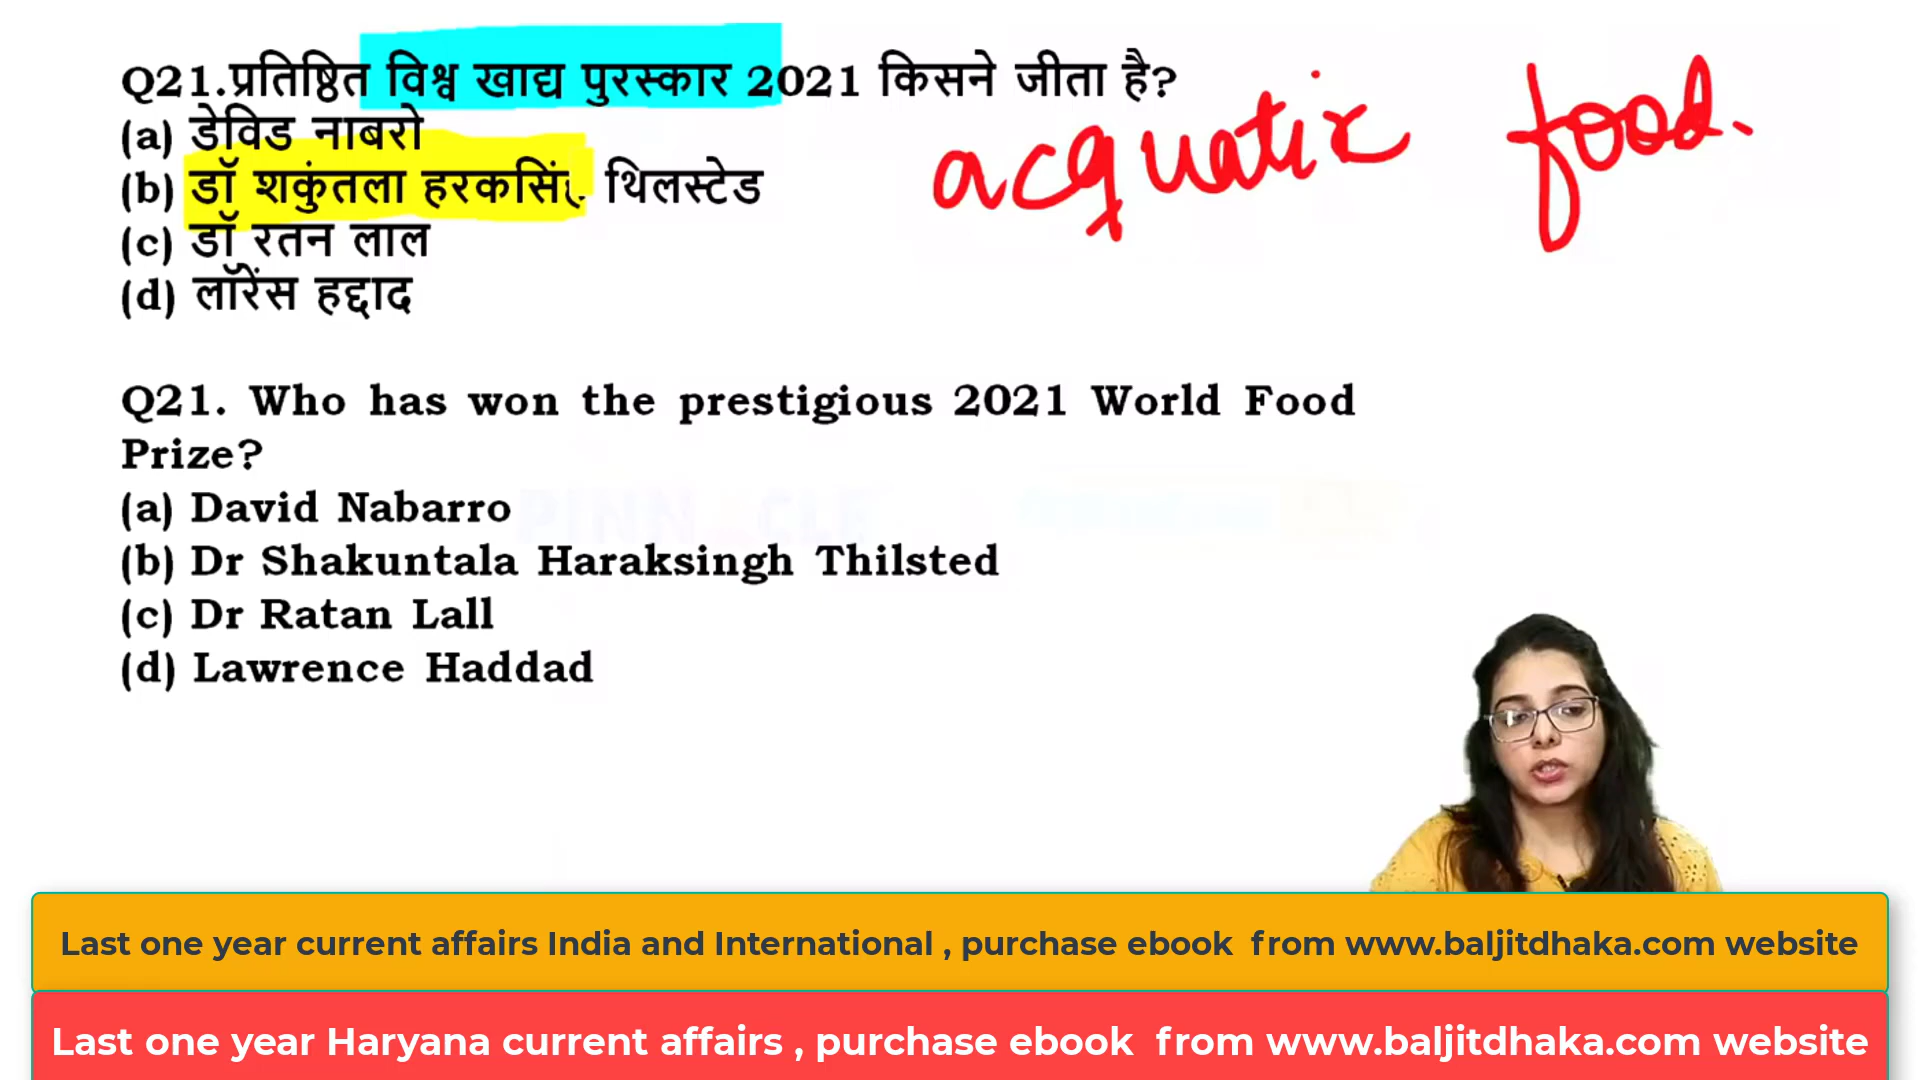 Q21.प्रतिष्ठित विश्व खाद्य पुरस्कार 2021 किसने जीता है?
(a) डेविड नाबरो
(b) डॉ शकुंतला हरकसिंह थिलस्टेड
(c) डॉ रतन लाल
(d) लॉरेंस हद्दाद
acquatic food.
Q21. Who has won the prestigious 2021 World Food
Prize?
(a) David Nabarro
(b) Dr Shakuntala Haraksingh Thilsted
(c) Dr Ratan Lall
(d) Lawrence Haddad
PINNACLE
Last one year current affairs India and International , purchase ebook from www.baljitdhaka.com website
Last one year Haryana current affairs , purchase ebook from www.baljitdhaka.com website